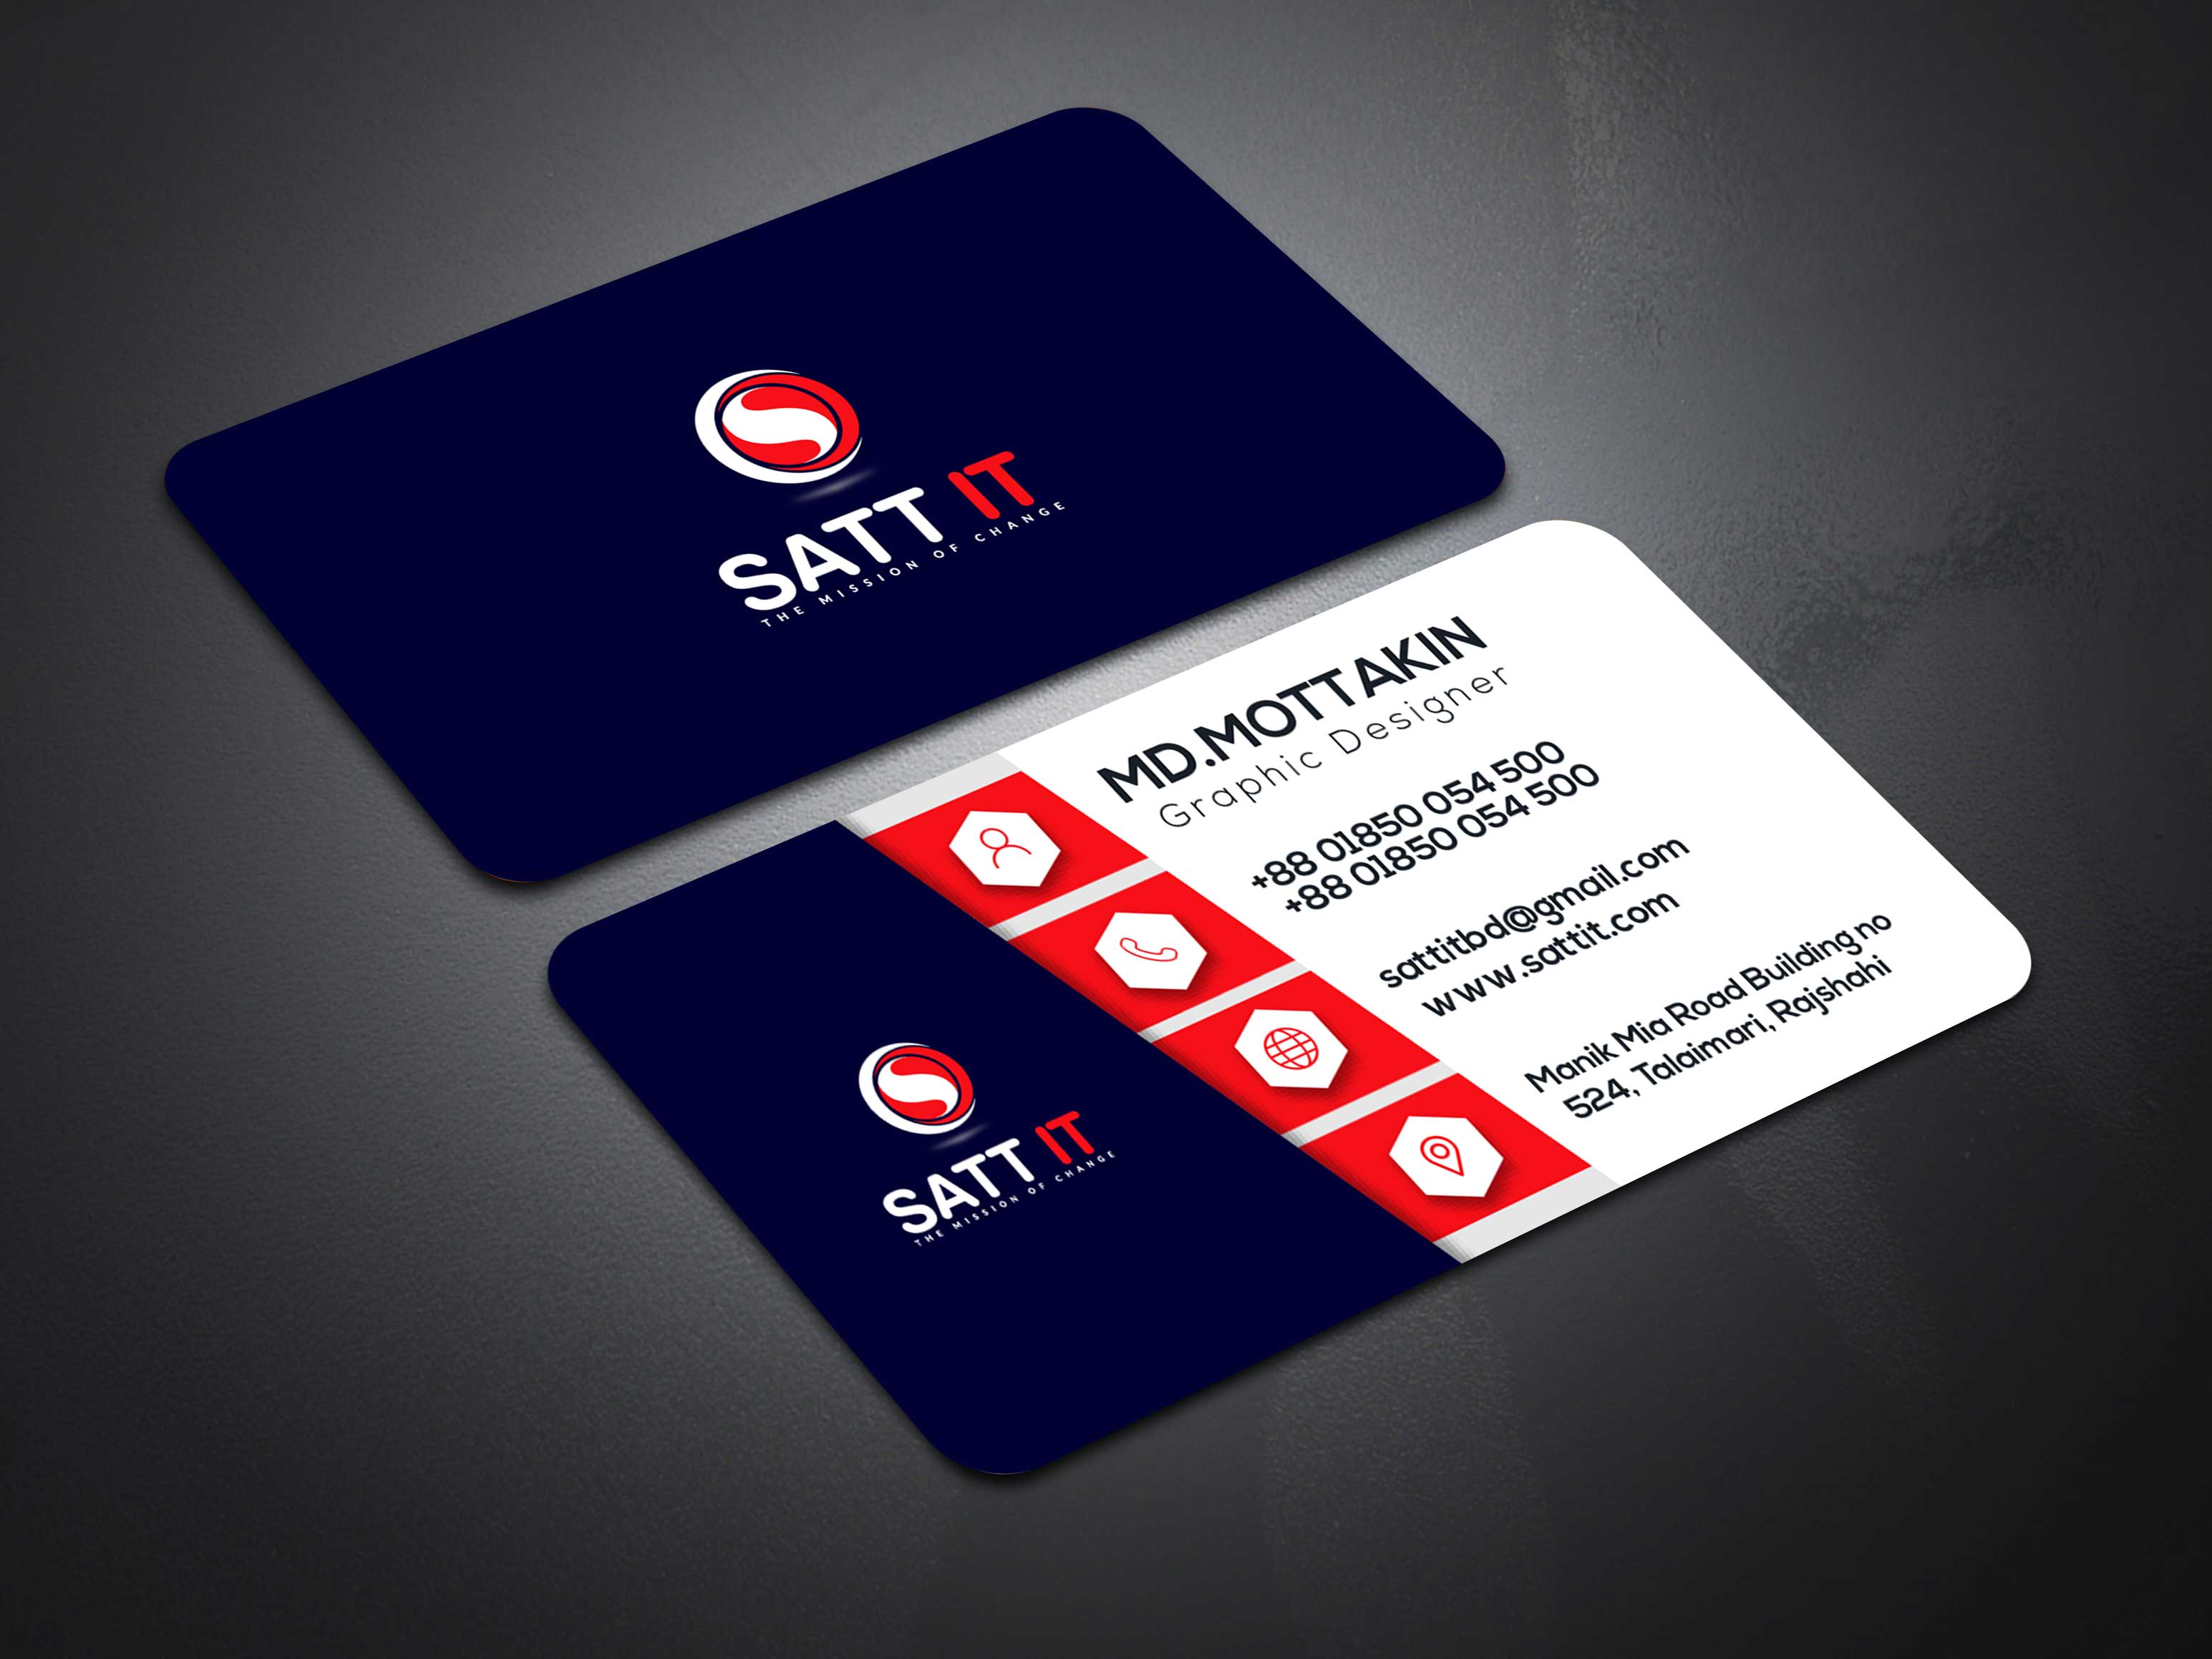 SATT IT
THE MISSION OF CHANGE
MD.MOTTAKIN
Graphic Designer
+88 01850 054 500
+88 01850 054 500
sattitbd@gmail.com
www.sattit.com
Manik Mia Road Building no
524, Talaimari, Rajshahi
SATT IT
THE MISSION OF CHANGE